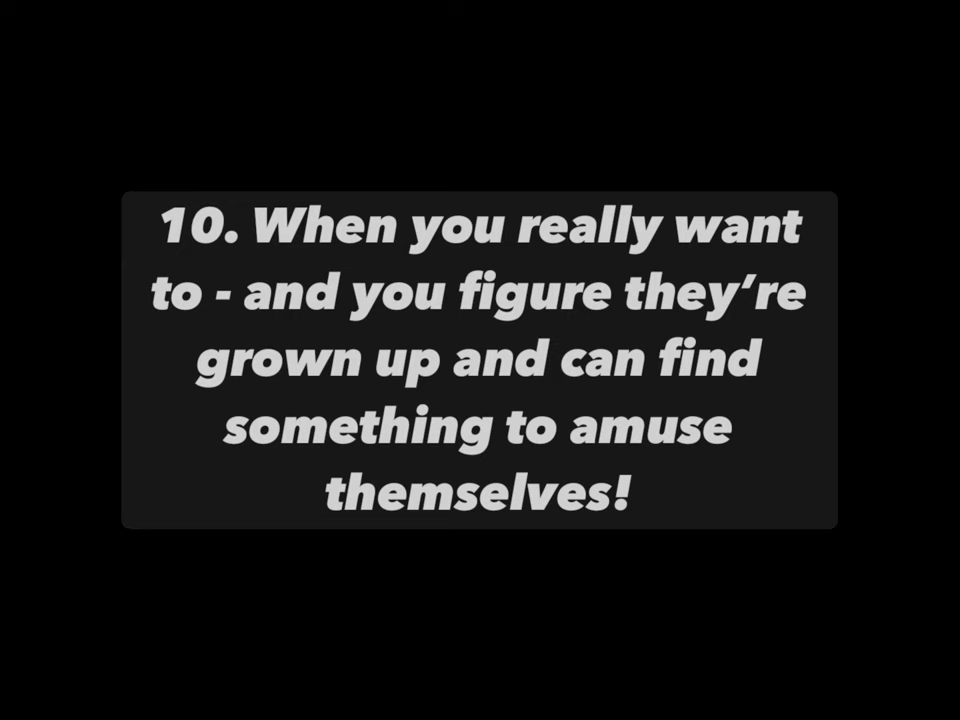 10. When you really want
to - and you figure they’re
grown up and can find
something to amuse
themselves!